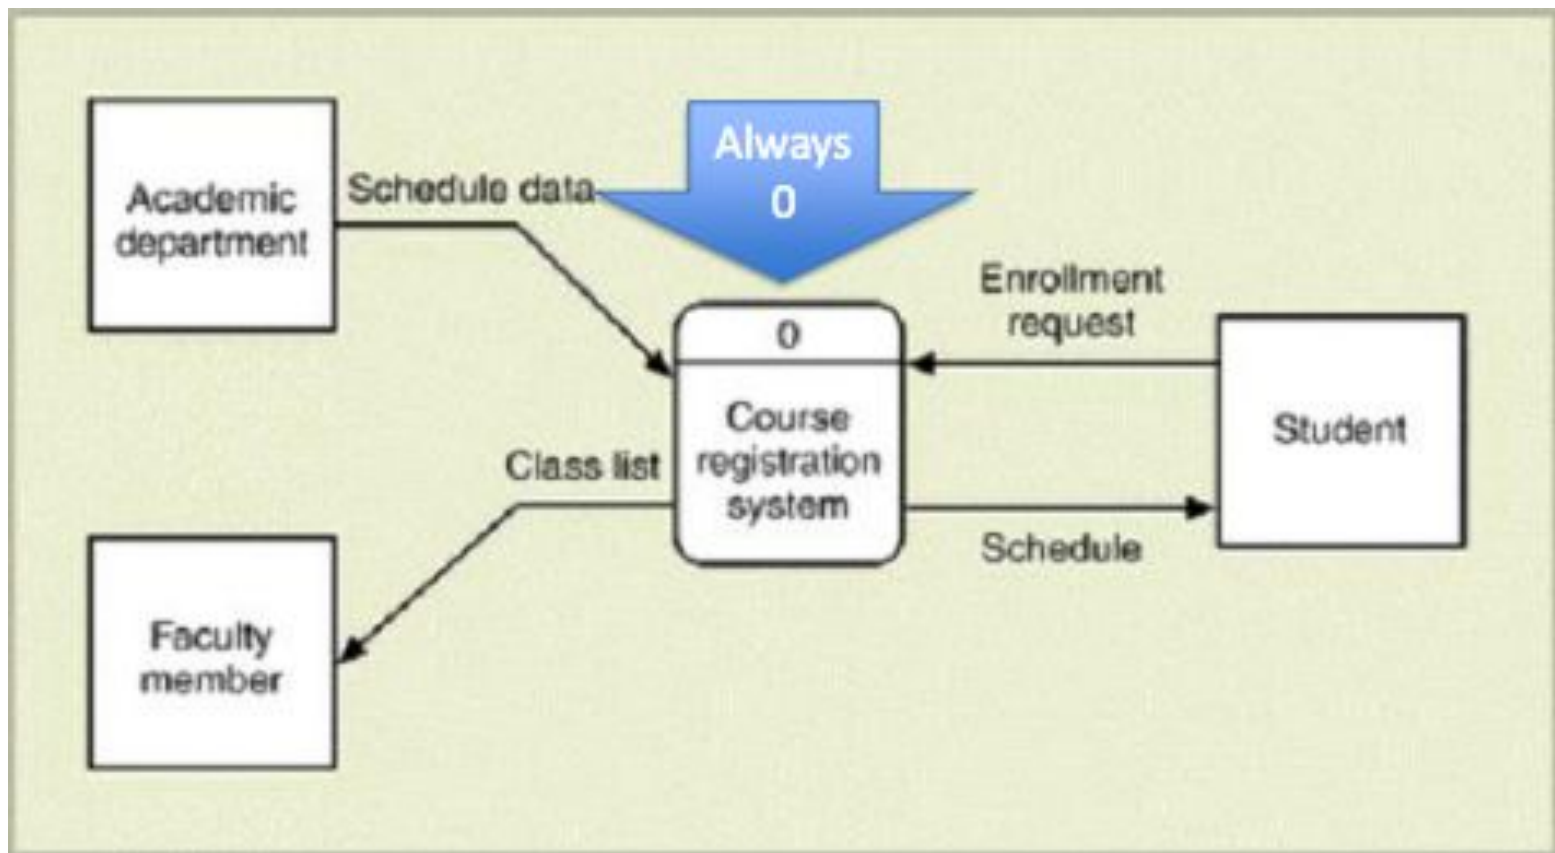 Academic
department
Schedule data
Always
0
Enrollment
request
0
Course
registration
system
Student
Class list
Schedule
Faculty
member